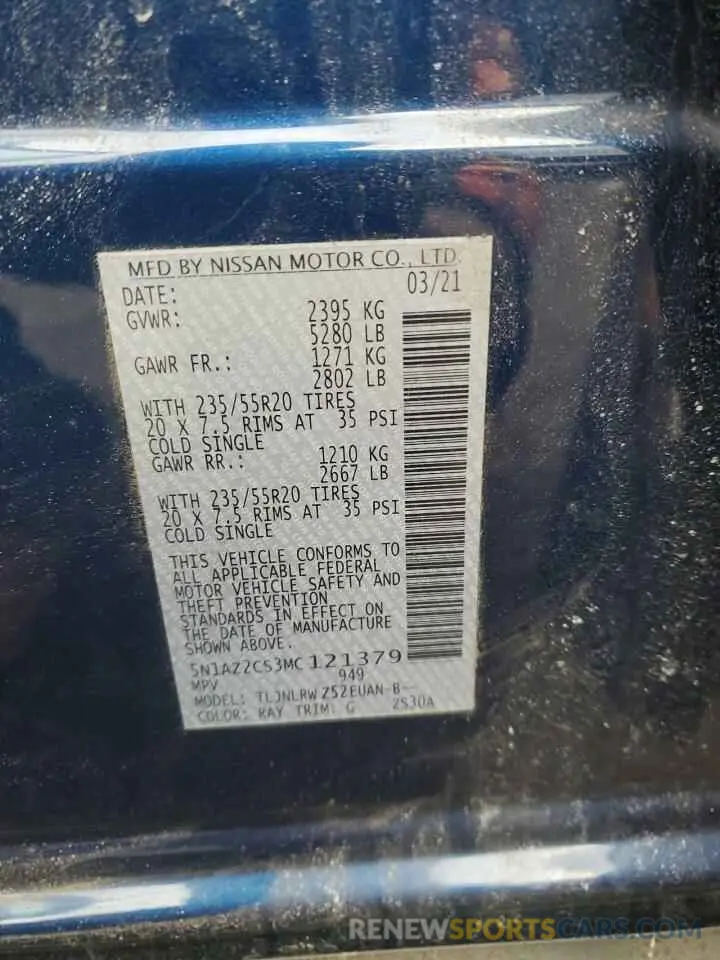 MFD BY NISSAN MOTOR CO., LTD.
DATE: 03/21
GVWR: 2395 KG
5280 LB
GAWR FR.: 1271 KG
2802 LB
WITH 235/55R20 TIRES
20 X 7.5 RIMS AT 35 PSI
COLD SINGLE
GAWR RR.: 1210 KG
2667 LB
WITH 235/55R20 TIRES
20 X 7.5 RIMS AT 35 PSI
COLD SINGLE
THIS VEHICLE CONFORMS TO
ALL APPLICABLE FEDERAL
MOTOR VEHICLE SAFETY AND
THEFT PREVENTION
STANDARDS IN EFFECT ON
THE DATE OF MANUFACTURE
SHOWN ABOVE.
5N1AZ2CS3MC121379
MPV 949
MODEL: TLJNLRWZ52EUAN-B--
COLOR: RAY TRIM: G ZS30A
RENEWSPORTSCARS.COM